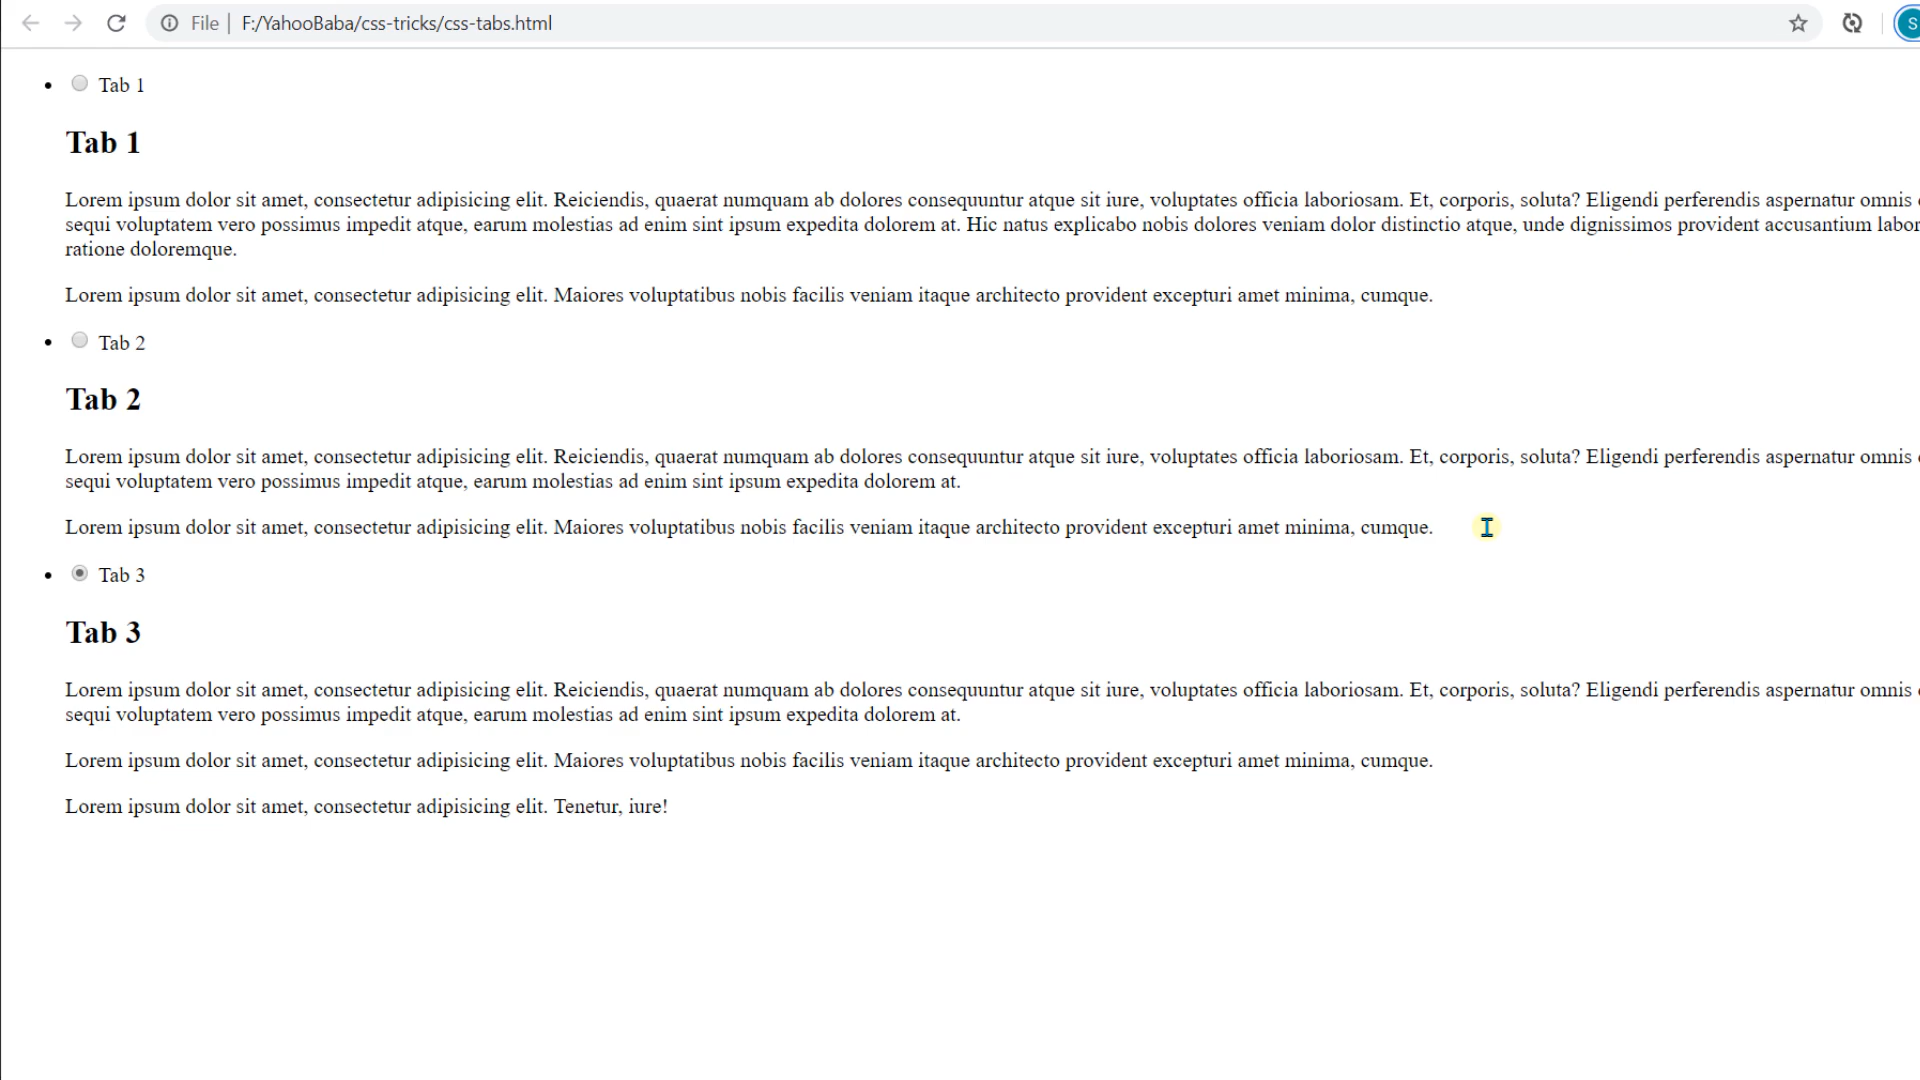 File | F:/YahooBaba/css-tricks/css-tabs.html
S
• Tab 1
Tab 1
Lorem ipsum dolor sit amet, consectetur adipisicing elit. Reiciendis, quaerat numquam ab dolores consequuntur atque sit iure, voluptates officia laboriosam. Et, corporis, soluta? Eligendi perferendis aspernatur omnis
sequi voluptatem vero possimus impedit atque, earum molestias ad enim sint ipsum expedita dolorem at. Hic natus explicabo nobis dolores veniam dolor distinctio atque, unde dignissimos provident accusantium
ratione doloremque.
Lorem ipsum dolor sit amet, consectetur adipisicing elit. Maiores voluptatibus nobis facilis veniam itaque architecto provident excepturi amet minima, cumque.
• Tab 2
Tab 2
Lorem ipsum dolor sit amet, consectetur adipisicing elit. Reiciendis, quaerat numquam ab dolores consequuntur atque sit iure, voluptates officia laboriosam. Et, corporis, soluta? Eligendi perferendis aspernatur omnis
sequi voluptatem vero possimus impedit atque, earum molestias ad enim sint ipsum expedita dolorem at.
Lorem ipsum dolor sit amet, consectetur adipisicing elit. Maiores voluptatibus nobis facilis veniam itaque architecto provident excepturi amet minima, cumque.
• Tab 3
Tab 3
Lorem ipsum dolor sit amet, consectetur adipisicing elit. Reiciendis, quaerat numquam ab dolores consequuntur atque sit iure, voluptates officia laboriosam. Et, corporis, soluta? Eligendi perferendis aspernatur omnis
sequi voluptatem vero possimus impedit atque, earum molestias ad enim sint ipsum expedita dolorem at.
Lorem ipsum dolor sit amet, consectetur adipisicing elit. Maiores voluptatibus nobis facilis veniam itaque architecto provident excepturi amet minima, cumque.
Lorem ipsum dolor sit amet, consectetur adipisicing elit. Tenetur, iure!